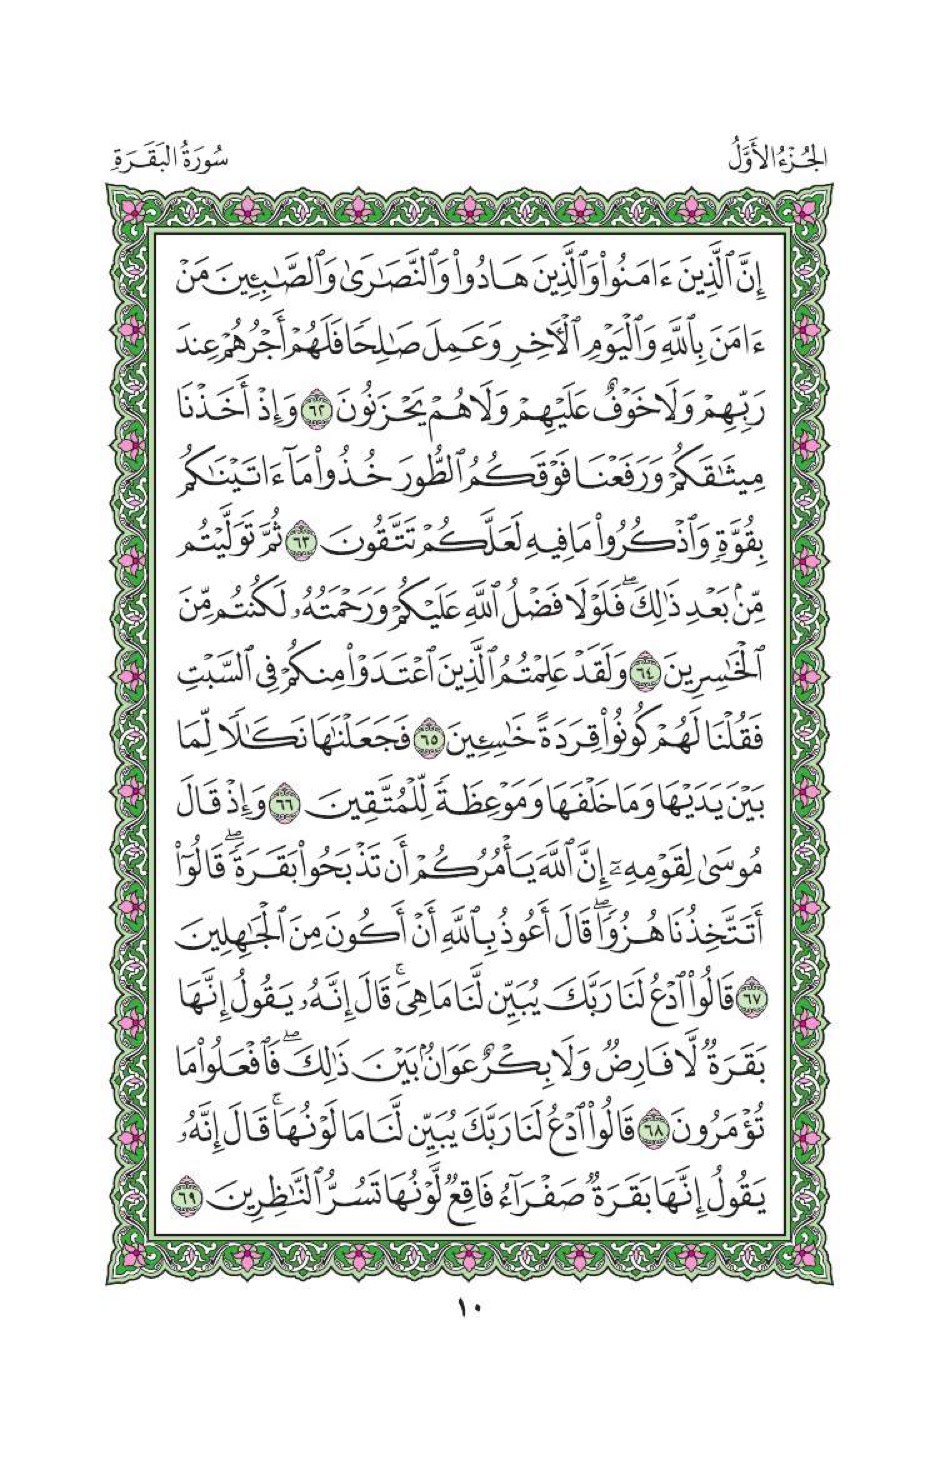 الجُزْءُ الأَوَّلُ
سُورَةُ البَقَرَةِ
إِنَّ ٱلَّذِينَ ءَامَنُوا۟ وَٱلَّذِينَ هَادُوا۟ وَٱلنَّصَـٰرَىٰ وَٱلصَّـٰبِـِٔينَ مَنْ
ءَامَنَ بِٱللَّهِ وَٱلْيَوْمِ ٱلْـَٔاخِرِ وَعَمِلَ صَـٰلِحًا فَلَهُمْ أَجْرُهُمْ عِندَ
رَبِّهِمْ وَلَا خَوْفٌ عَلَيْهِمْ وَلَا هُمْ يَحْزَنُونَ ٦٢ وَإِذْ أَخَذْنَا
مِيثَـٰقَكُمْ وَرَفَعْنَا فَوْقَكُمُ ٱلطُّورَ خُذُوا۟ مَآ ءَاتَيْنَـٰكُم
بِقُوَّةٍ وَٱذْكُرُوا۟ مَا فِيهِ لَعَلَّكُمْ تَتَّقُونَ ٦٣ ثُمَّ تَوَلَّيْتُم
مِّنۢ بَعْدِ ذَٰلِكَ ۖ فَلَوْلَا فَضْلُ ٱللَّهِ عَلَيْكُمْ وَرَحْمَتُهُۥ لَكُنتُم مِّنَ
ٱلْخَـٰسِرِينَ ٦٤ وَلَقَدْ عَلِمْتُمُ ٱلَّذِينَ ٱعْتَدَوْا۟ مِنكُمْ فِى ٱلسَّبْتِ
فَقُلْنَا لَهُمْ كُونُوا۟ قِرَدَةً خَـٰسِـِٔينَ ٦٥ فَجَعَلْنَـٰهَا نَكَـٰلًا لِّمَا
بَيْنَ يَدَيْهَا وَمَا خَلْفَهَا وَمَوْعِظَةً لِّلْمُتَّقِينَ ٦٦ وَإِذْ قَالَ
مُوسَىٰ لِقَوْمِهِۦٓ إِنَّ ٱللَّهَ يَأْمُرُكُمْ أَن تَذْبَحُوا۟ بَقَرَةً ۖ قَالُوٓا۟
أَتَتَّخِذُنَا هُزُوًا ۖ قَالَ أَعُوذُ بِٱللَّهِ أَنْ أَكُونَ مِنَ ٱلْجَـٰهِلِينَ
٦٧ قَالُوا۟ ٱدْعُ لَنَا رَبَّكَ يُبَيِّن لَّنَا مَا هِىَ ۚ قَالَ إِنَّهُۥ يَقُولُ إِنَّهَا
بَقَرَةٌ لَّا فَارِضٌ وَلَا بِكْرٌ عَوَانٌۢ بَيْنَ ذَٰلِكَ ۖ فَٱفْعَلُوا۟ مَا
تُؤْمَرُونَ ٦٨ قَالُوا۟ ٱدْعُ لَنَا رَبَّكَ يُبَيِّن لَّنَا مَا لَوْنُهَا ۚ قَالَ إِنَّهُۥ
يَقُولُ إِنَّهَا بَقَرَةٌ صَفْرَآءُ فَاقِعٌ لَّوْنُهَا تَسُرُّ ٱلنَّـٰظِرِينَ ٦٩
١٠